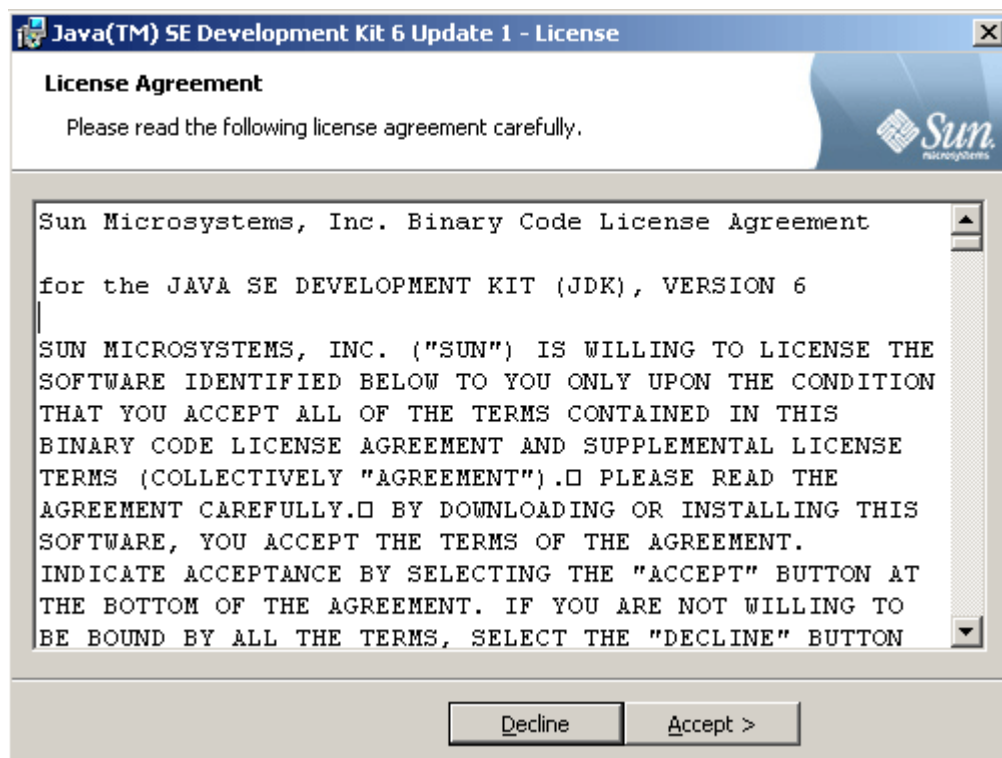 Java(TM) SE Development Kit 6 Update 1 - License
License Agreement
Please read the following license agreement carefully.
Sun
microsystems
Sun Microsystems, Inc. Binary Code License Agreement
for the JAVA SE DEVELOPMENT KIT (JDK), VERSION 6
SUN MICROSYSTEMS, INC. ("SUN") IS WILLING TO LICENSE THE
SOFTWARE IDENTIFIED BELOW TO YOU ONLY UPON THE CONDITION
THAT YOU ACCEPT ALL OF THE TERMS CONTAINED IN THIS
BINARY CODE LICENSE AGREEMENT AND SUPPLEMENTAL LICENSE
TERMS (COLLECTIVELY "AGREEMENT").□ PLEASE READ THE
AGREEMENT CAREFULLY.□ BY DOWNLOADING OR INSTALLING THIS
SOFTWARE, YOU ACCEPT THE TERMS OF THE AGREEMENT.
INDICATE ACCEPTANCE BY SELECTING THE "ACCEPT" BUTTON AT
THE BOTTOM OF THE AGREEMENT. IF YOU ARE NOT WILLING TO
BE BOUND BY ALL THE TERMS, SELECT THE "DECLINE" BUTTON
Decline
Accept >